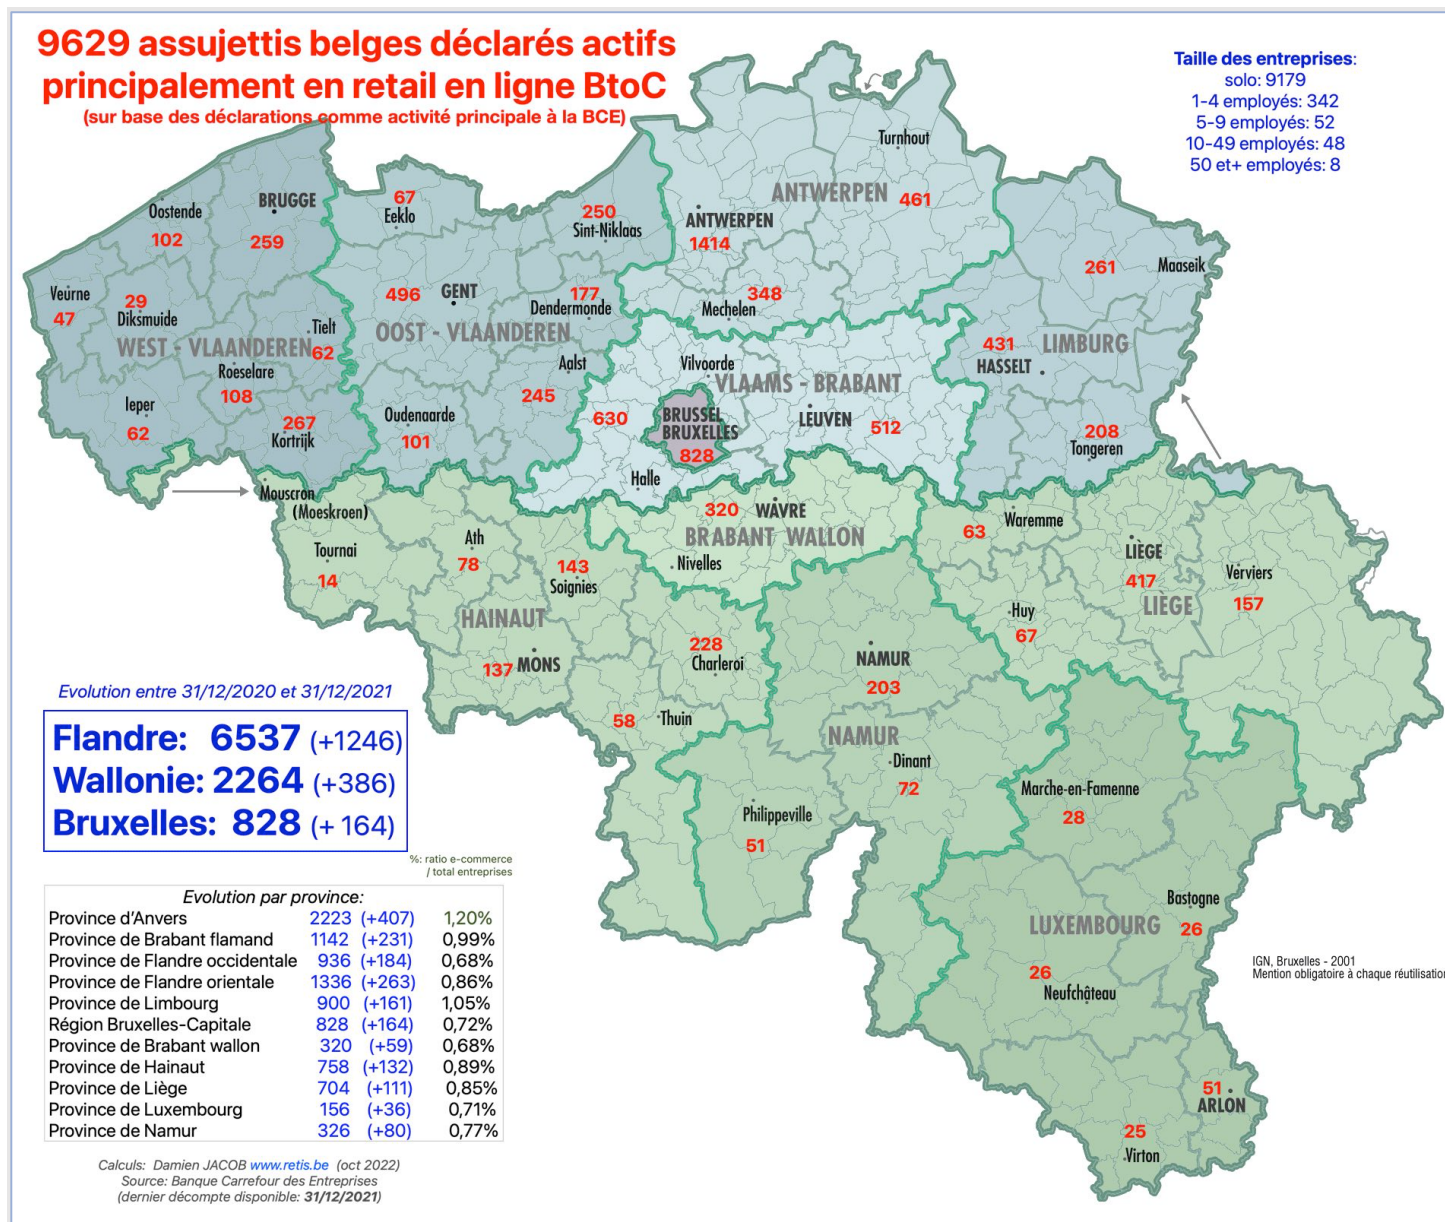 9629 assujettis belges déclarés actifs
principalement en retail en ligne BtoC
(sur base des déclarations comme activité principale à la BCE)
Taille des entreprises:
solo: 9179
1-4 employés: 342
5-9 employés: 52
10-49 employés: 48
50 et+ employés: 8
Turnhout
ANTWERPEN
461
ANTWERPEN
1414
348
Mechelen
67
Eeklo
250
Sint-Niklaas
BRUGGE
259
Oostende
102
Veurne
47
29
Diksmuide
WEST - VLAANDEREN
Tielt
62
Roeselare
108
Ieper
62
267
Kortrijk
496
GENT
177
Dendermonde
OOST - VLAANDEREN
Aalst
245
Oudenaarde
101
261
Maaseik
431
HASSELT
LIMBURG
208
Tongeren
Vilvoorde
VLAAMS - BRABANT
630
BRUSSEL
BRUXELLES
828
LEUVEN
512
Halle
Mouscron
(Moeskroen)
Tournai
14
Ath
78
143
Soignies
HAINAUT
137 MONS
228
Charleroi
58
Thuin
320
WAVRE
BRABANT WALLON
Nivelles
63
Waremme
LIÈGE
417
LIÈGE
Verviers
157
Huy
67
NAMUR
203
NAMUR
Dinant
72
Philippeville
51
Marche-en-Famenne
28
Bastogne
26
LUXEMBOURG
26
Neufchâteau
51
ARLON
25
Virton
IGN, Bruxelles - 2001
Mention obligatoire à chaque réutilisation
Evolution entre 31/12/2020 et 31/12/2021
Flandre: 6537 (+1246)
Wallonie: 2264 (+386)
Bruxelles: 828 (+ 164)
%: ratio e-commerce
/ total entreprises
Evolution par province:
Province d'Anvers 2223 (+407) 1,20%
Province de Brabant flamand 1142 (+231) 0,99%
Province de Flandre occidentale 936 (+184) 0,68%
Province de Flandre orientale 1336 (+263) 0,86%
Province de Limbourg 900 (+161) 1,05%
Région Bruxelles-Capitale 828 (+164) 0,72%
Province de Brabant wallon 320 (+59) 0,68%
Province de Hainaut 758 (+132) 0,89%
Province de Liège 704 (+111) 0,85%
Province de Luxembourg 156 (+36) 0,71%
Province de Namur 326 (+80) 0,77%
Calculs: Damien JACOB www.retis.be (oct 2022)
Source: Banque Carrefour des Entreprises
(dernier décompte disponible: 31/12/2021)